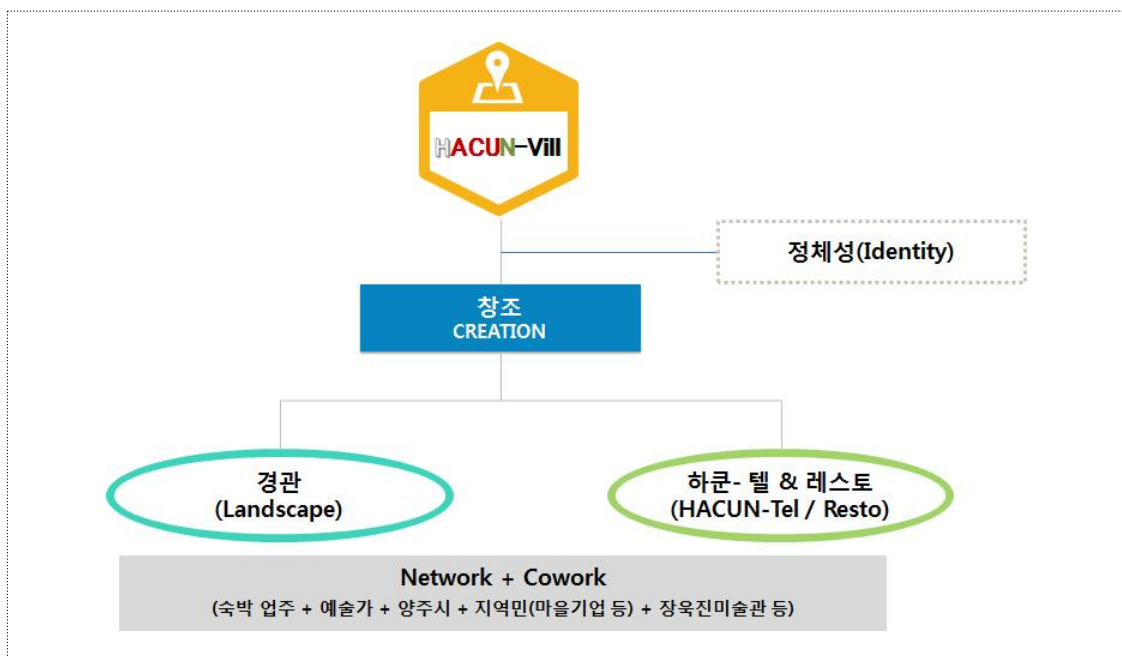 HACUN-Vill
정체성(Identity)
창조
CREATION
경관
(Landscape)
하쿤- 텔 & 레스토
(HACUN-Tel / Resto)
Network + Cowork
(숙박 업주 + 예술가 + 양주시 + 지역민(마을기업 등) + 장욱진미술관 등)